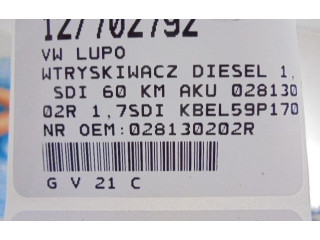 127702792
VW LUPO
WTRYSKIWACZ DIESEL 1,
SDI 60 KM AKU 028130
02R 1,7SDI KBEL59P170
NR OEM:028130202R
G V 21 C